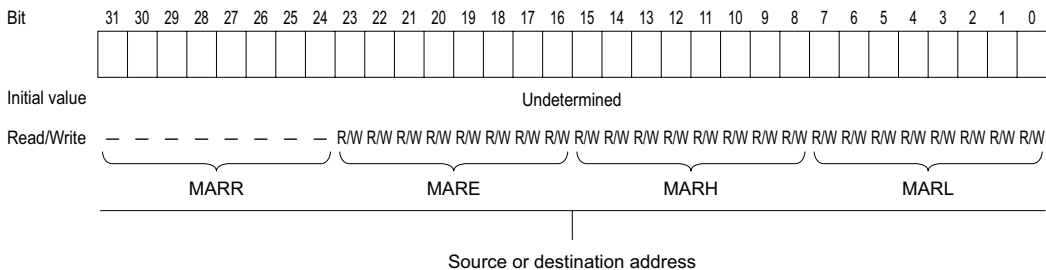 Bit 31 30 29 28 27 26 25 24 23 22 21 20 19 18 17 16 15 14 13 12 11 10 9 8 7 6 5 4 3 2 1 0
Initial value Undetermined
Read/Write — — — — — — — — R/W R/W R/W R/W R/W R/W R/W R/W R/W R/W R/W R/W R/W R/W R/W R/W R/W R/W R/W R/W R/W R/W R/W R/W
MARR MARE MARH MARL
Source or destination address